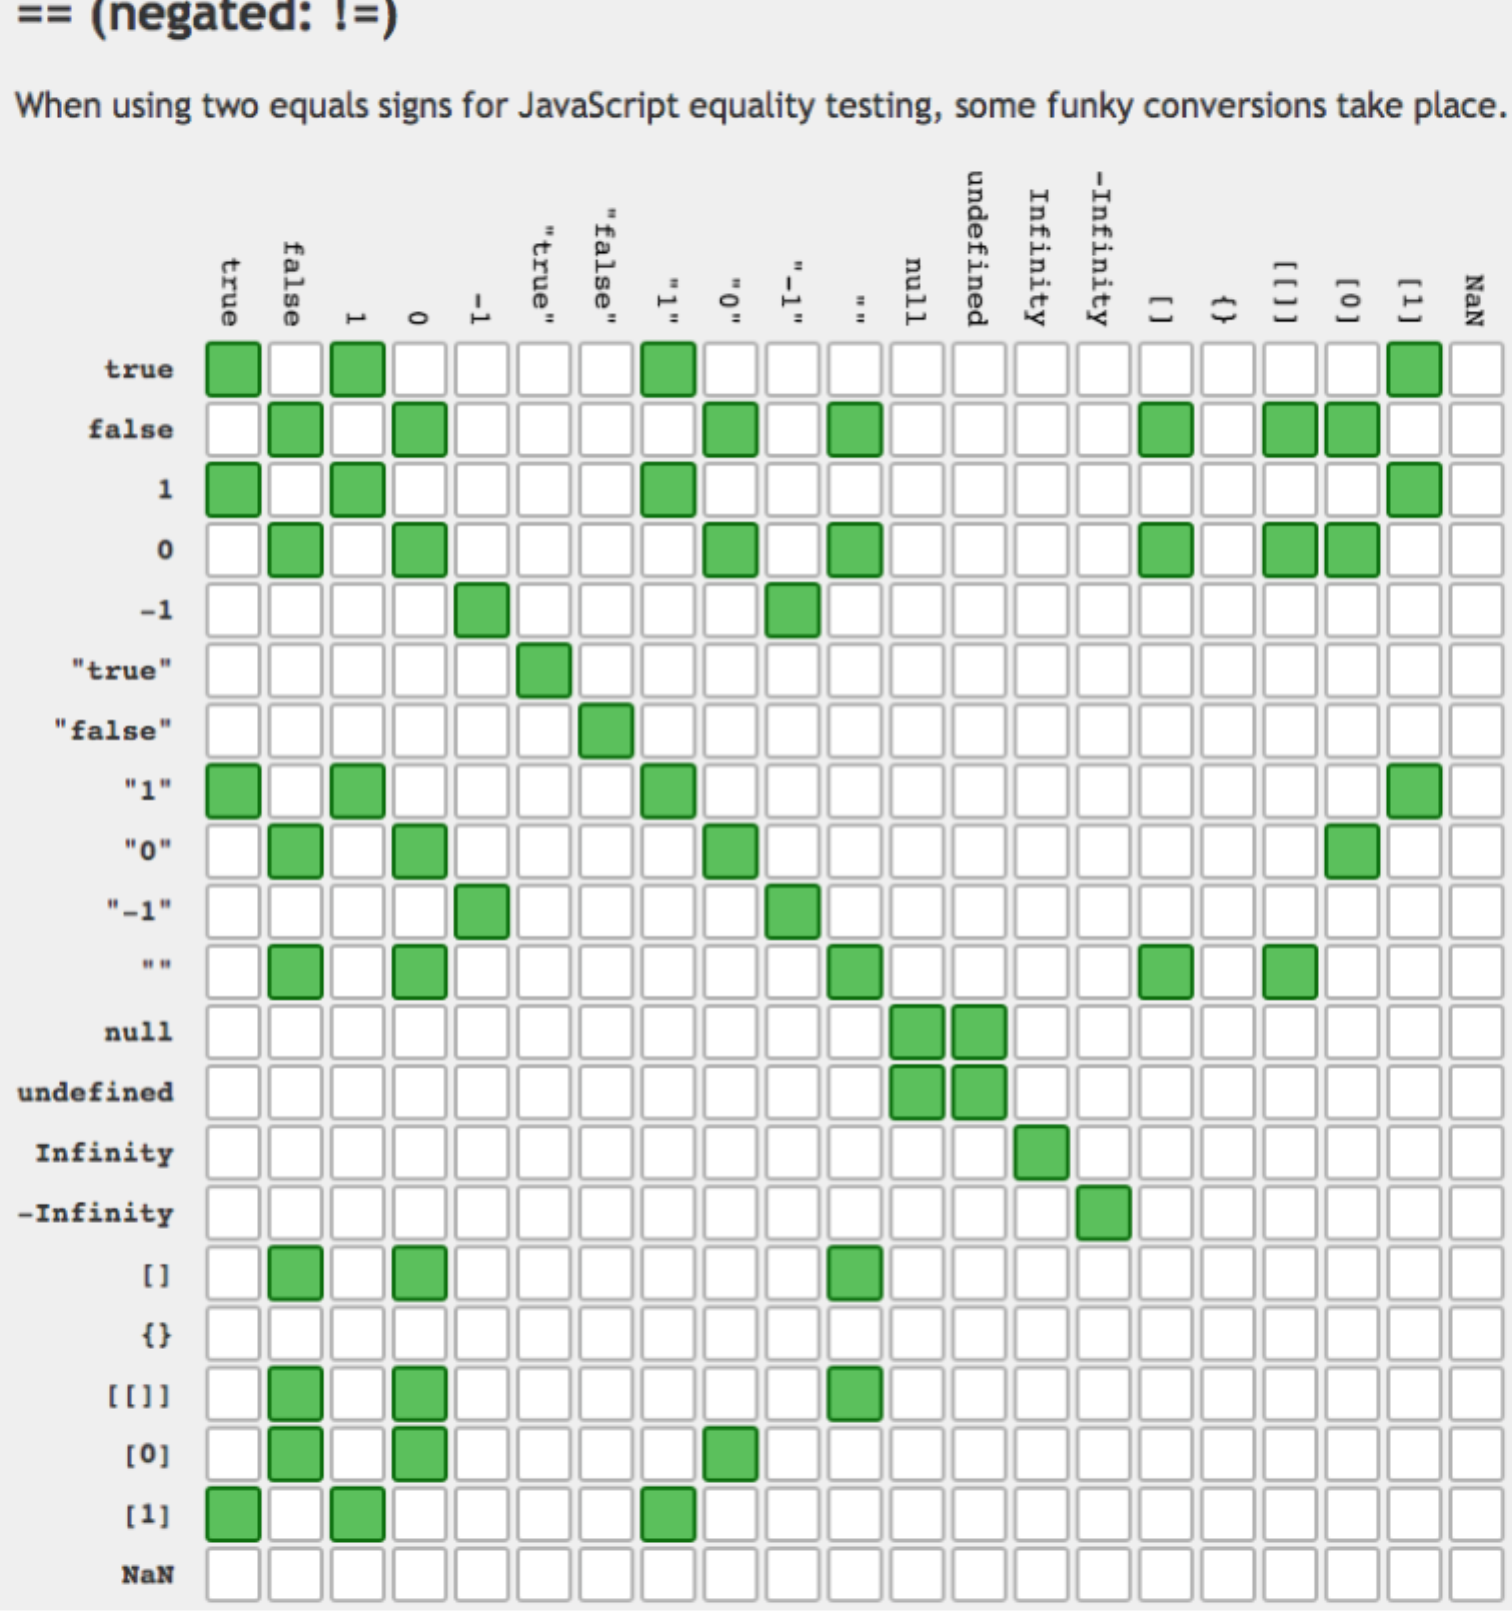 == (negated: !=)
When using two equals signs for JavaScript equality testing, some funky conversions take place.
true false 1 0 -1 "true" "false" "1" "0" "-1" "" null undefined Infinity -Infinity [] {} [[]] [0] [1] NaN
true
false
1
0
-1
"true"
"false"
"1"
"0"
"-1"
""
null
undefined
Infinity
-Infinity
[]
{}
[[]]
[0]
[1]
NaN